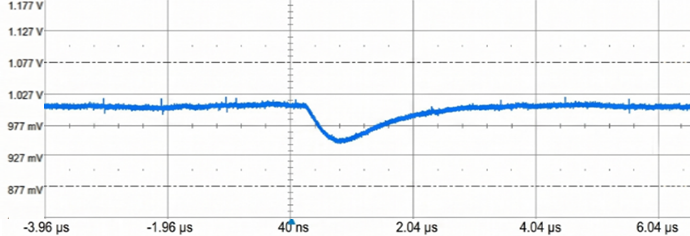 1.177 V
1.127 V
1.077 V
1.027 V
977 mV
927 mV
877 mV
-3.96 µs -1.96 µs 40 ns 2.04 µs 4.04 µs 6.04 µs